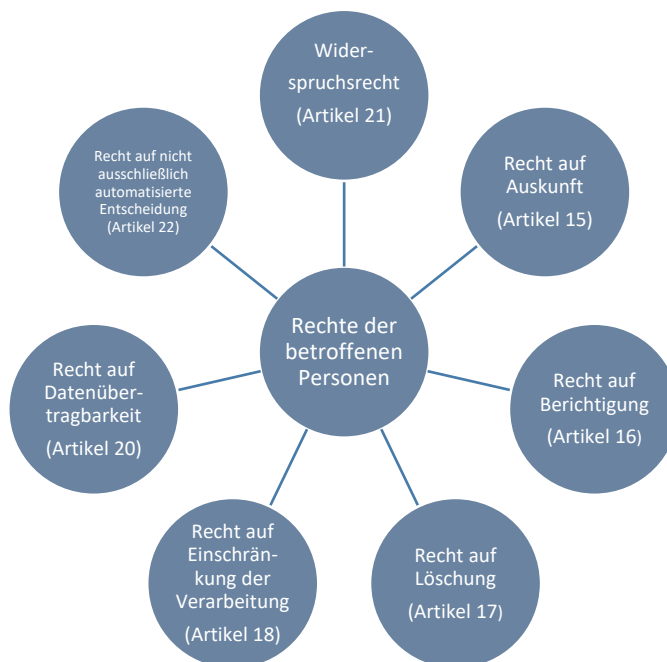 Wider-
spruchsrecht
(Artikel 21)
Recht auf
Auskunft
(Artikel 15)
Recht auf nicht
ausschließlich
automatisierte
Entscheidung
(Artikel 22)
Rechte der
betroffenen
Personen
Recht auf
Datenüber-
tragbarkeit
(Artikel 20)
Recht auf
Berichtigung
(Artikel 16)
Recht auf
Einschrän-
kung der
Verarbeitung
(Artikel 18)
Recht auf
Löschung
(Artikel 17)